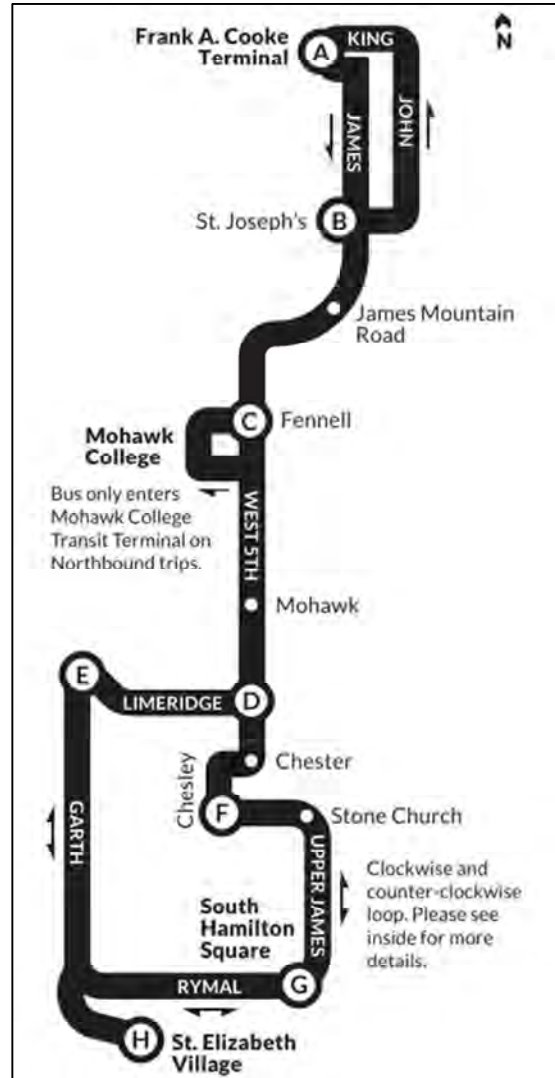 Frank A. Cooke
Terminal
A
KING
N
JAMES
JOHN
St. Joseph's
B
James Mountain
Road
C
Fennell
Mohawk
College
Bus only enters
Mohawk College
Transit Terminal on
Northbound trips.
WEST 5TH
Mohawk
E
LIMERIDGE
D
Chester
Chesley
F
Stone Church
GARTH
UPPER JAMES
Clockwise and
counter-clockwise
loop. Please see
inside for more
details.
South
Hamilton
Square
RYMAL
G
H
St. Elizabeth
Village